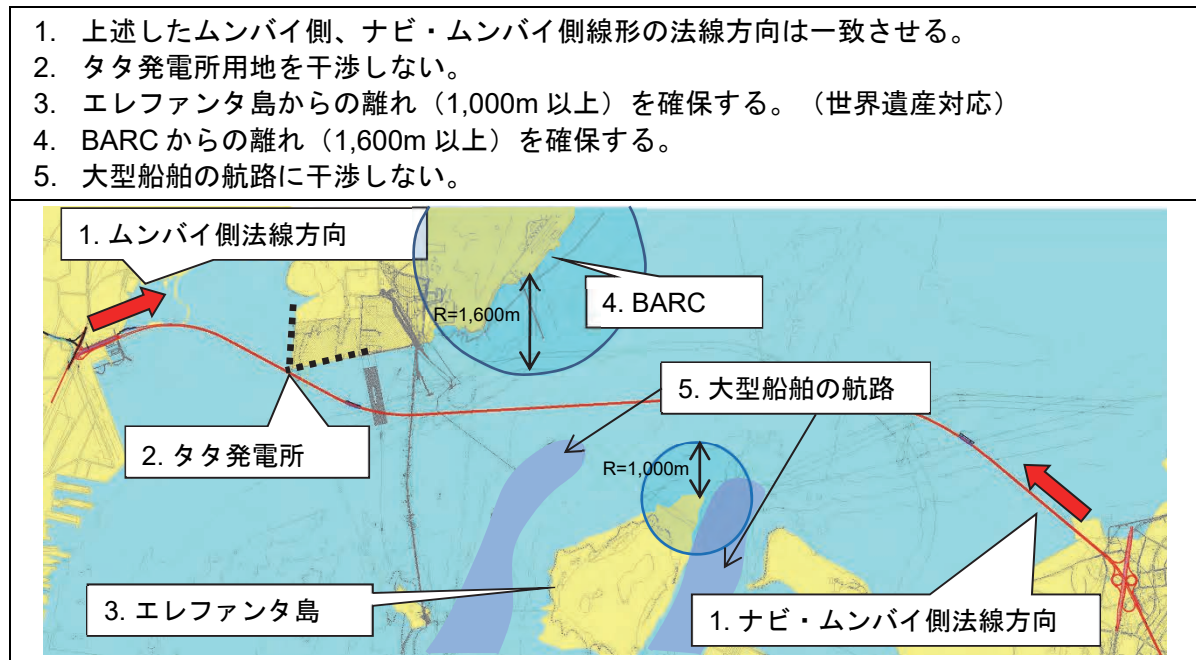 1. 上述したムンバイ側、ナビ・ムンバイ側線形の法線方向は一致させる。
2. タタ発電所用地を干渉しない。
3. エレファンタ島からの離れ（1,000m 以上）を確保する。（世界遺産対応）
4. BARC からの離れ（1,600m 以上）を確保する。
5. 大型船舶の航路に干渉しない。
1. ムンバイ側法線方向
4. BARC
R=1,600m
5. 大型船舶の航路
2. タタ発電所
R=1,000m
3. エレファンタ島
1. ナビ・ムンバイ側法線方向